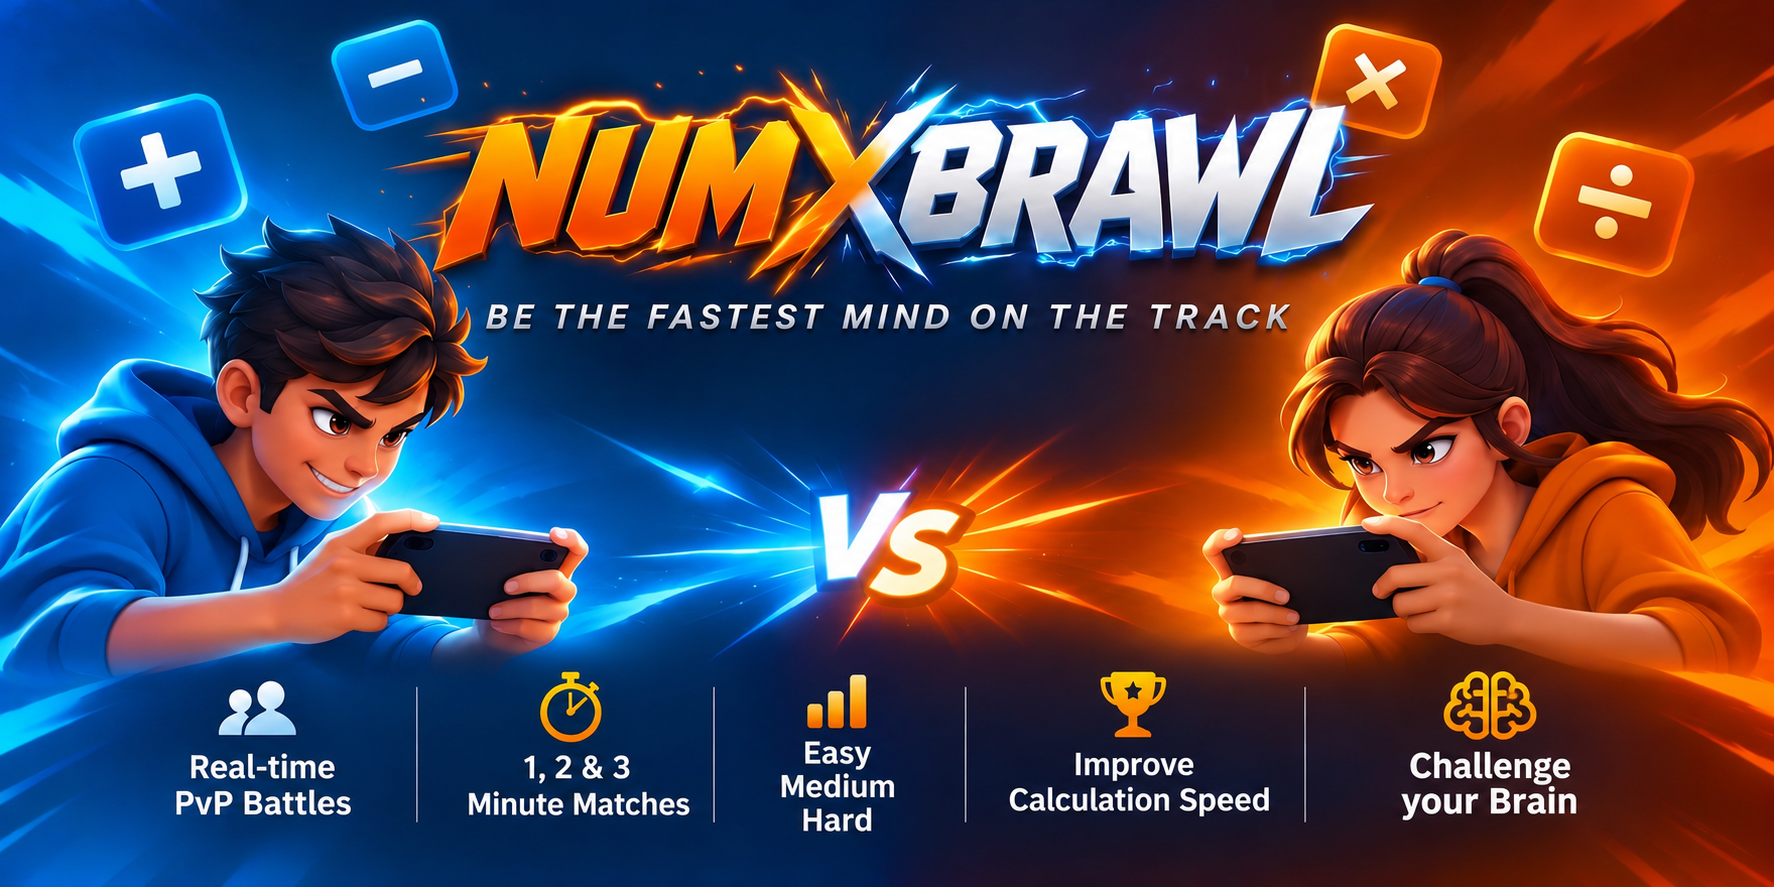 NUMXBRAWL
BE THE FASTEST MIND ON THE TRACK
VS
Real-time
PvP Battles
1, 2 & 3
Minute Matches
Easy
Medium
Hard
Improve
Calculation Speed
Challenge
your Brain